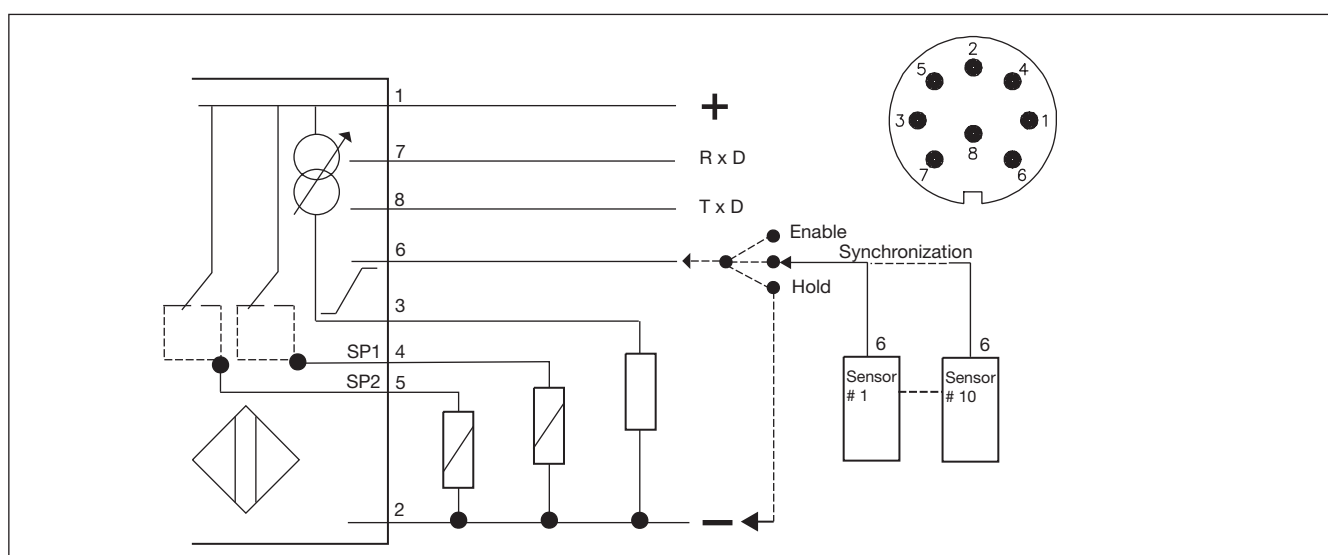 1
+
7
R x D
8
T x D
6
Enable
Synchronization
Hold
3
SP1 4
SP2 5
2
−
6
6
Sensor
# 1
Sensor
# 10
2
5
4
3
1
8
7
6